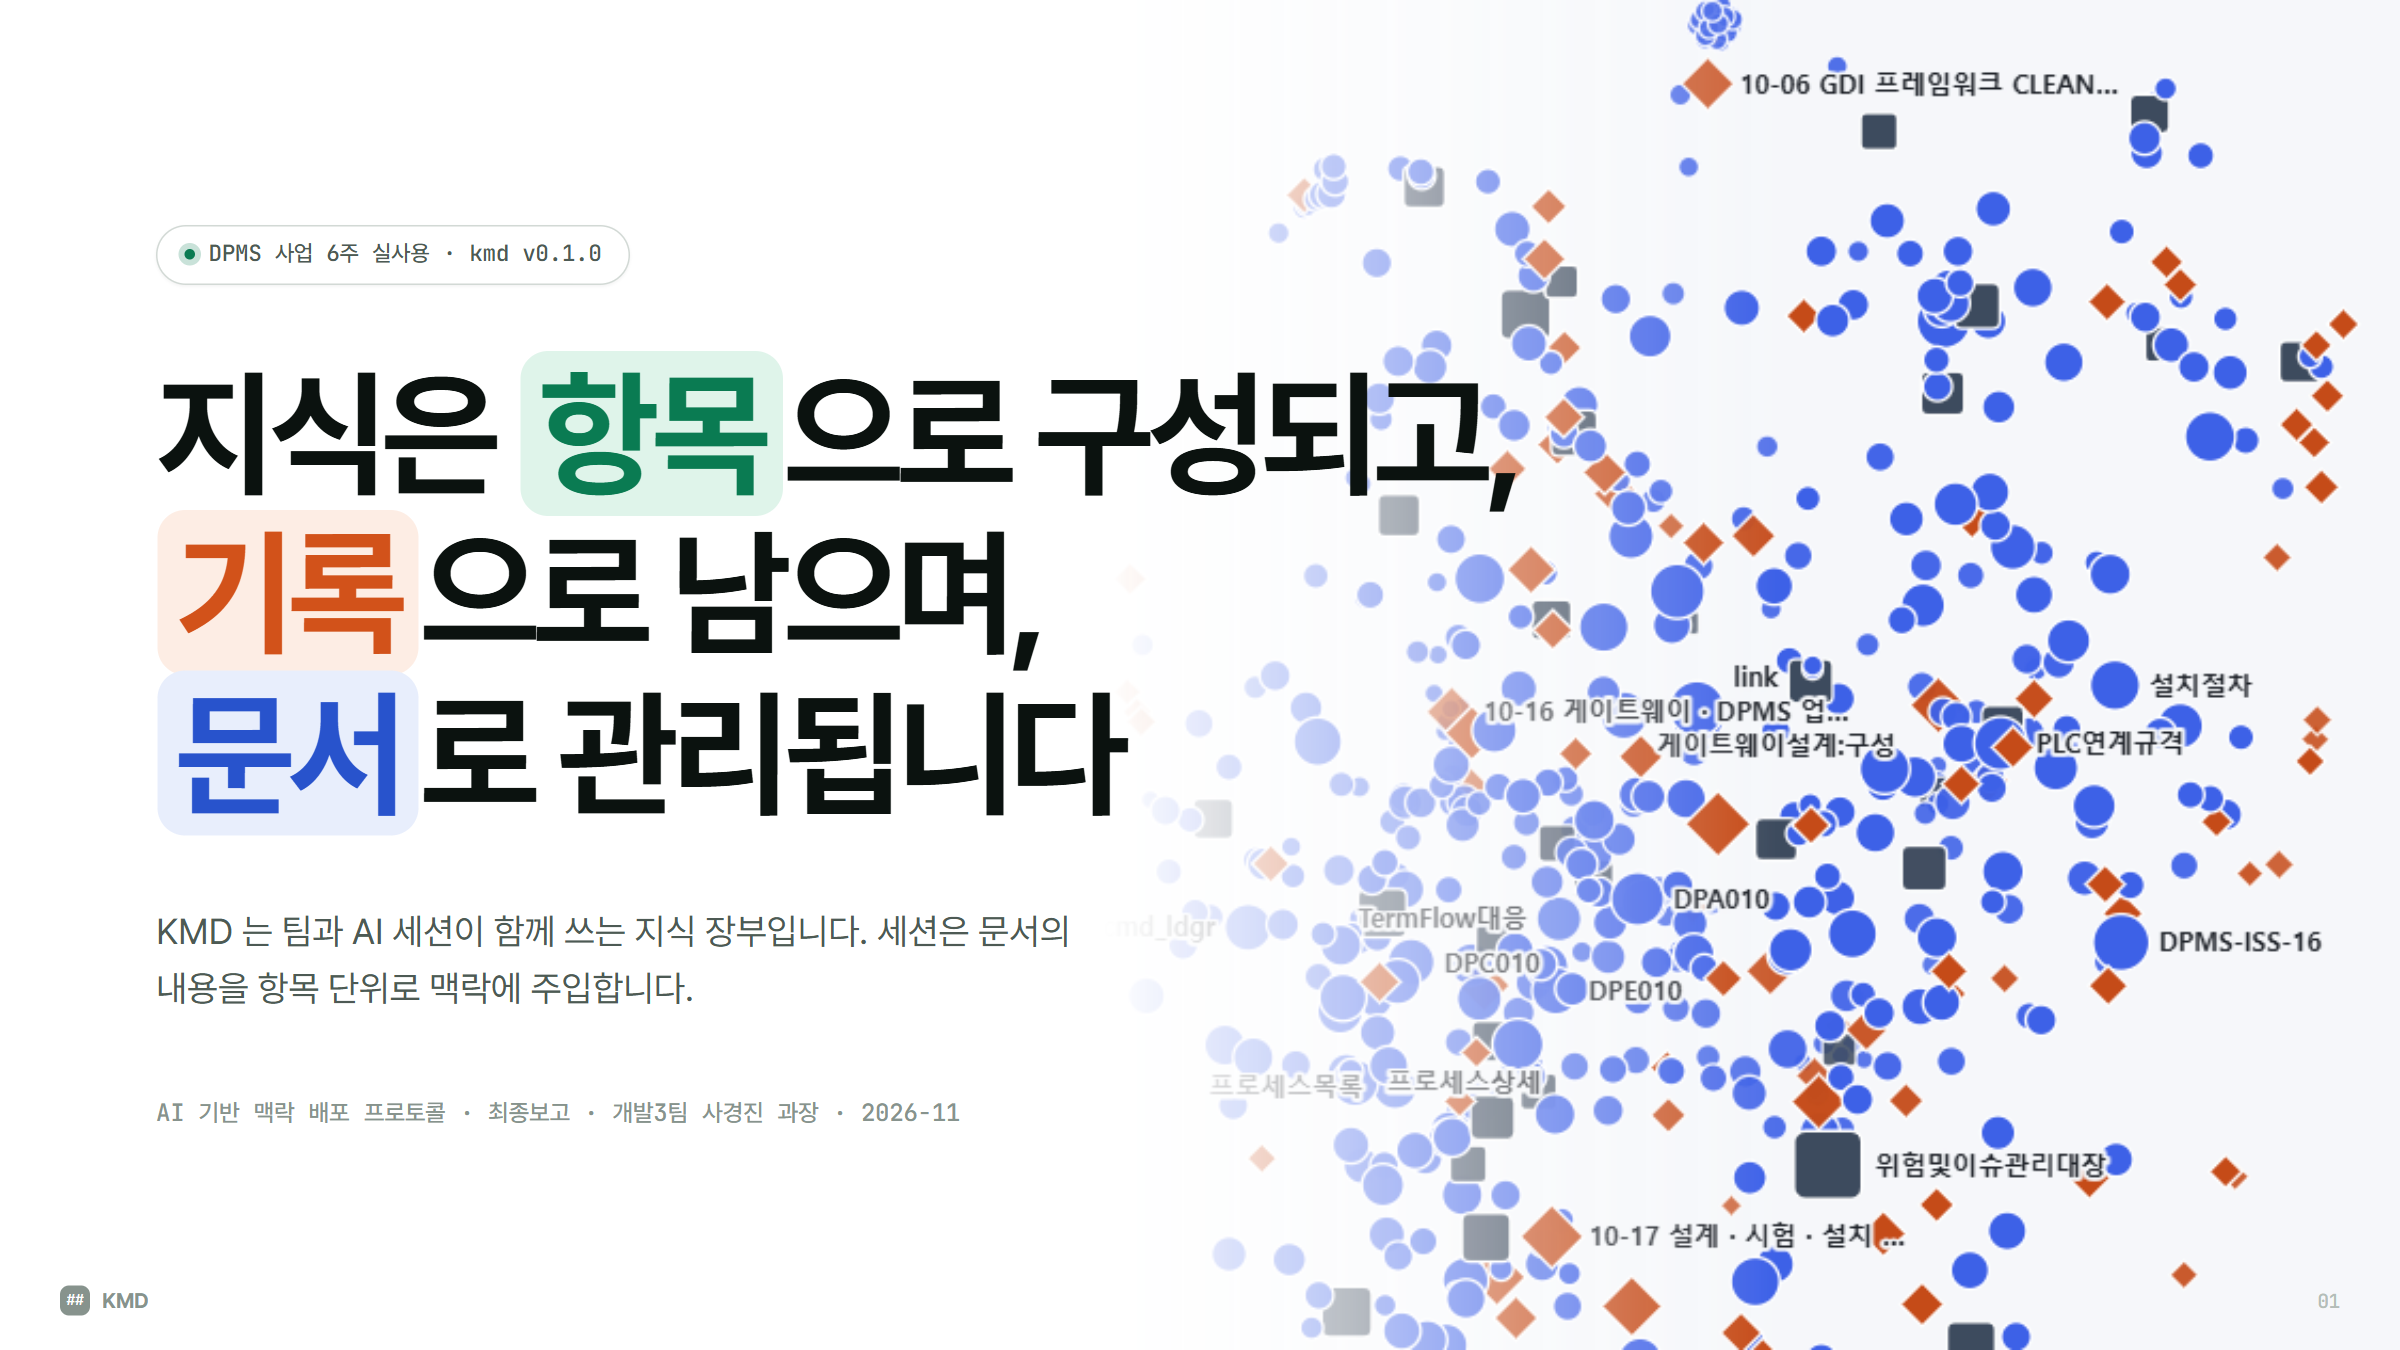 DPMS 사업 6주 실사용 · kmd v0.1.0
지식은 항목으로 구성되고,
기록으로 남으며,
문서로 관리됩니다
KMD 는 팀과 AI 세션이 함께 쓰는 지식 장부입니다. 세션은 문서의
내용을 항목 단위로 맥락에 주입합니다.
AI 기반 맥락 배포 프로토콜 · 최종보고 · 개발3팀 사경진 과장 · 2026-11
## KMD
10-06 GDI 프레임워크 CLEAN...
link
설치절차
10-16 게이트웨이 · DPMS 업...
게이트웨이설계:구성
PLC연계규격
DPA010
md_ldgr
TermFlow대응
DPMS-ISS-16
DPC010
DPE010
프로세스목록
프로세스상세
위험및이슈관리대장
10-17 설계 · 시험 · 설치 ...
01